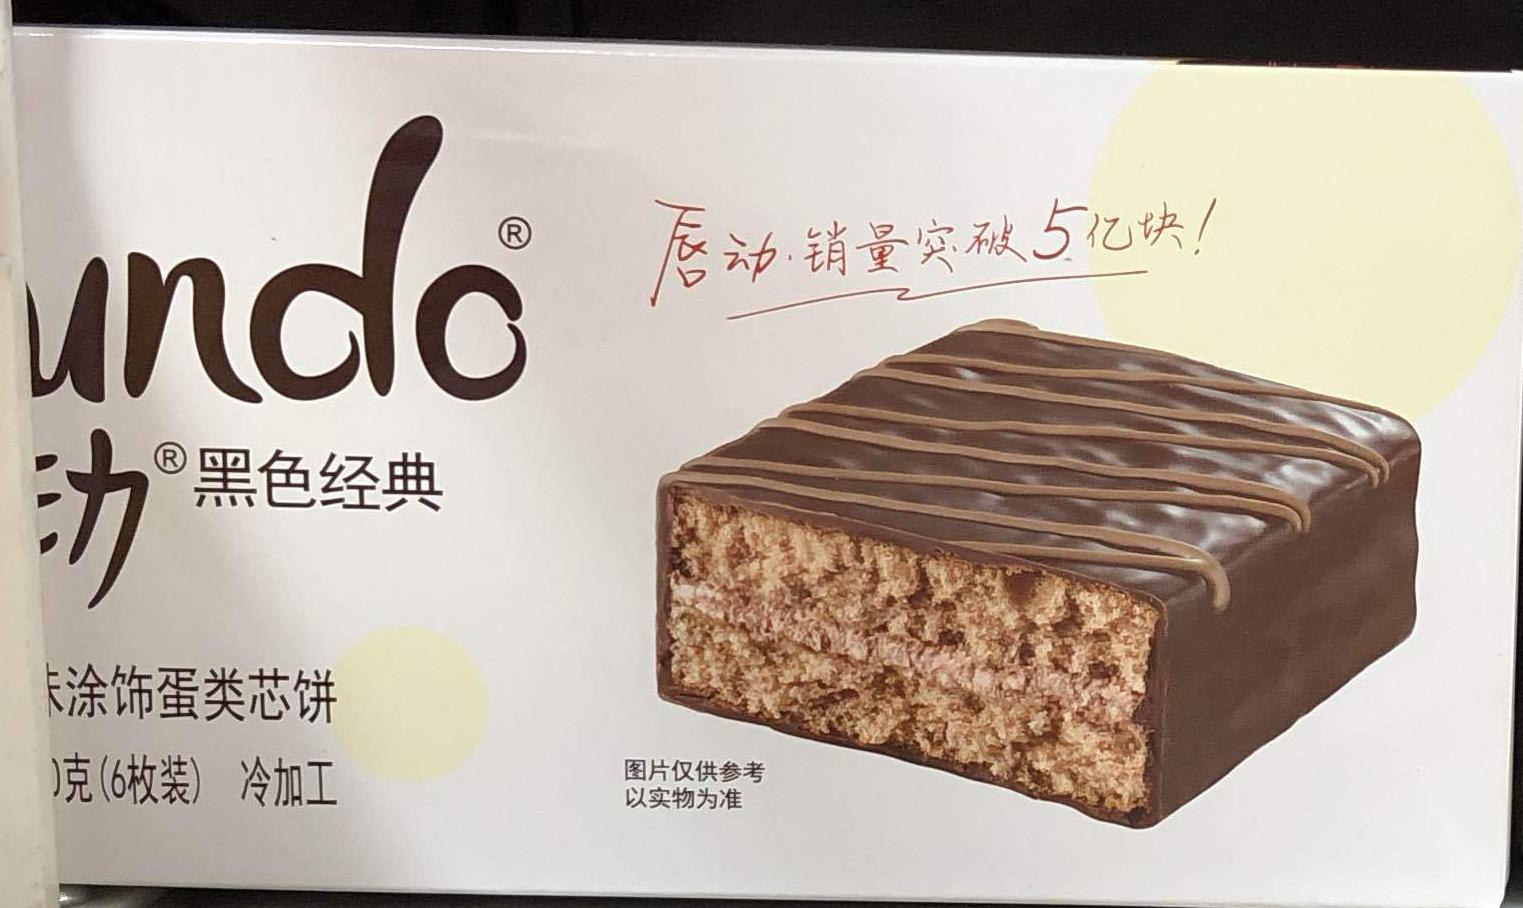 undo®
唇动·销量突破5亿块!
动®黑色经典
味涂饰蛋类芯饼
0克(6枚装) 冷加工
图片仅供参考
以实物为准